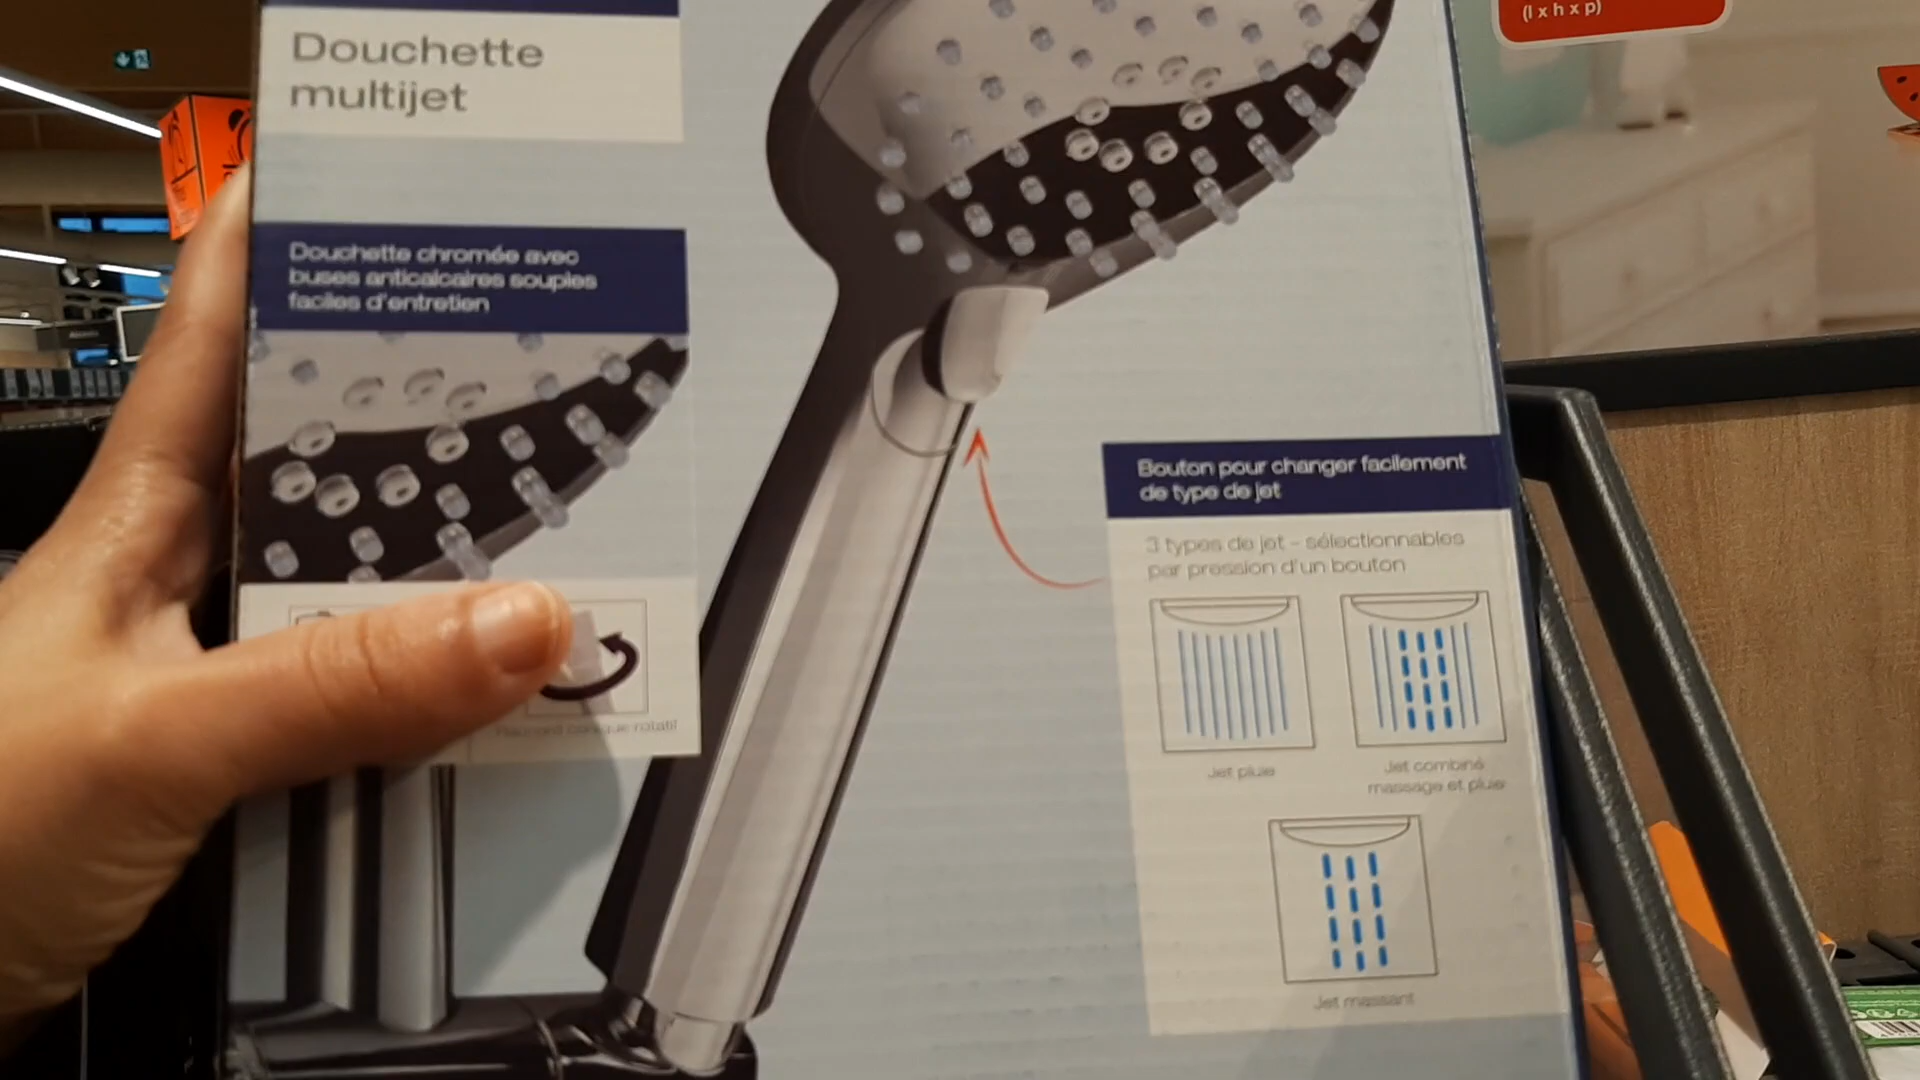 (l x h x p)
Douchette
multijet
Douchette chromée avec
buses anticalcaires souples
faciles d'entretien
Bouton pour changer facilement
de type de jet
3 types de jet – sélectionnables
par pression d'un bouton
Jet pluie
Jet combiné
massage et pluie
rotatif
Jet massant